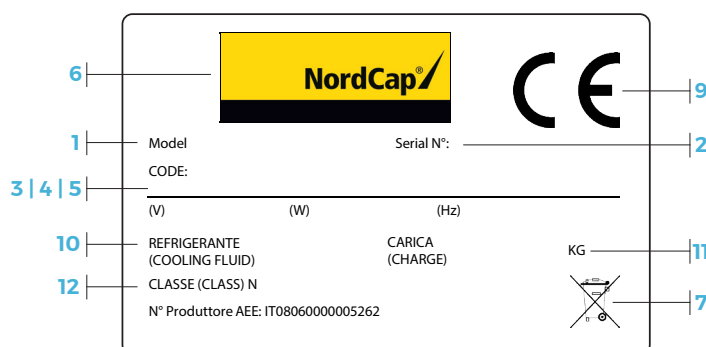 6
NordCap®
CE
9
1
Model
Serial N°:
2
CODE:
3 | 4 | 5
(V) (W) (Hz)
10
REFRIGERANTE
(COOLING FLUID)
CARICA
(CHARGE)
KG
11
12
CLASSE (CLASS) N
7
N° Produttore AEE: IT08060000005262